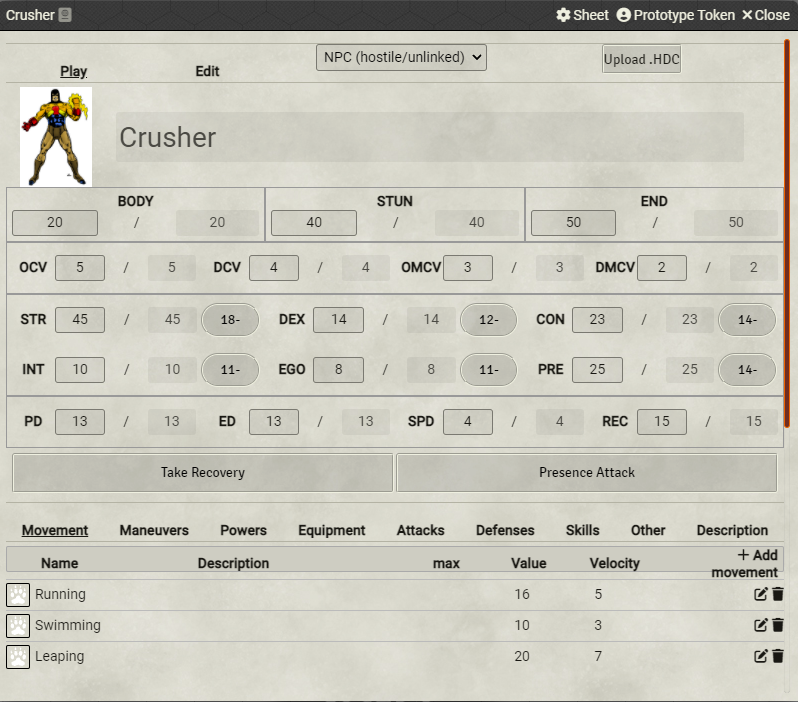 Crusher Sheet Prototype Token Close
Play Edit NPC (hostile/unlinked) Upload .HDC
Crusher
BODY STUN END
20 / 20 40 / 40 50 / 50
OCV 5 / 5 DCV 4 / 4 OMCV 3 / 3 DMCV 2 / 2
STR 45 / 45 18- DEX 14 / 14 12- CON 23 / 23 14-
INT 10 / 10 11- EGO 8 / 8 11- PRE 25 / 25 14-
PD 13 / 13 ED 13 / 13 SPD 4 / 4 REC 15 / 15
Take Recovery Presence Attack
Movement Maneuvers Powers Equipment Attacks Defenses Skills Other Description
Name Description max Value Velocity + Add movement
Running 16 5
Swimming 10 3
Leaping 20 7